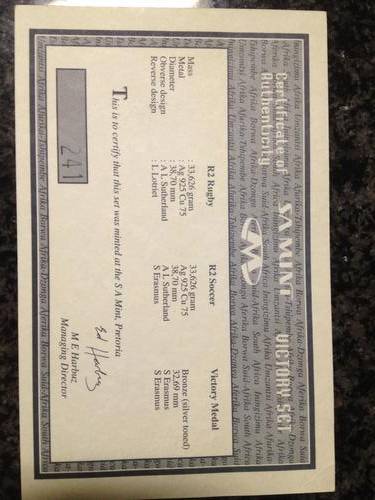 Certificate of Authenticity
SA MINT
VICTORY SET
R2 Rugby R2 Soccer Victory Medal
Mass : 33,626 gram 33,626 gram
Metal : Ag 925 Cu 75 Ag 925 Cu 75 Bronze (silver toned)
Diameter : 38,70 mm 38,70 mm 32,69 mm
Obverse design : A L Sutherland A L Sutherland S Erasmus
Reverse design : L Lotriet S Erasmus S Erasmus
This is to certify that this set was minted at the S A Mint, Pretoria
241
M E Harbuz
Managing Director